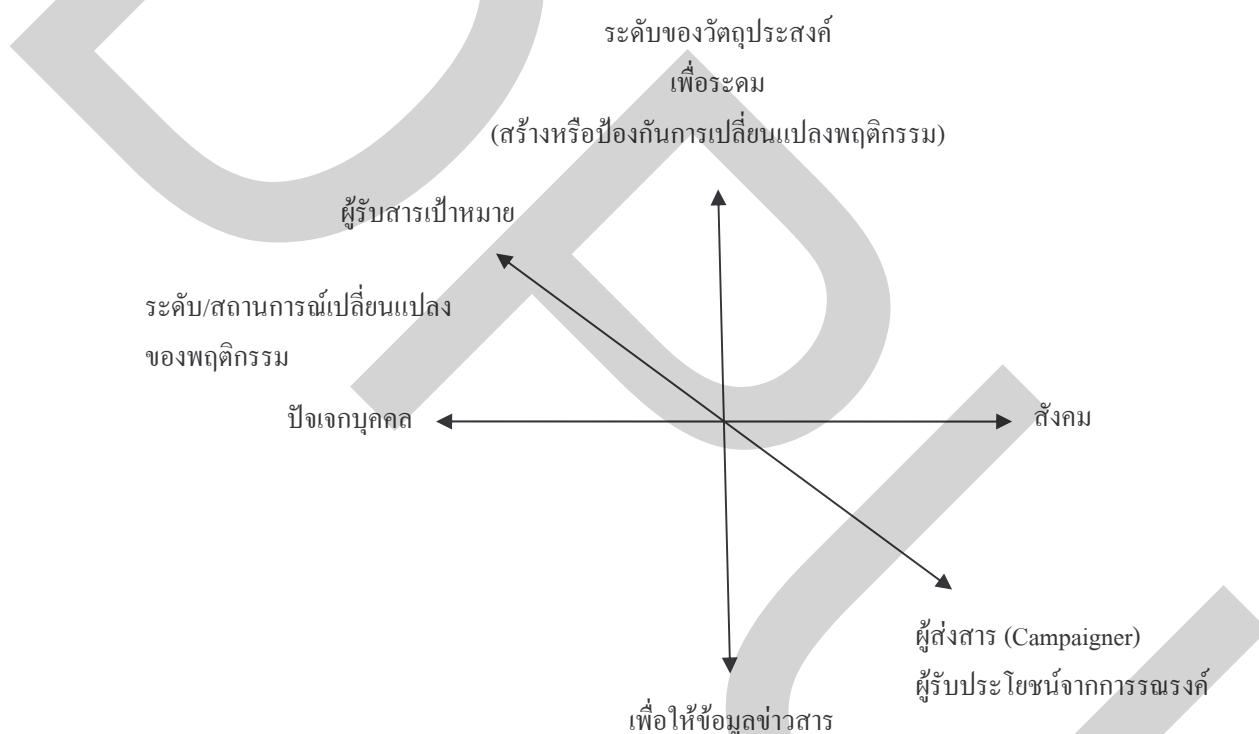 ระดับของวัตถุประสงค์
เพื่อระดม
(สร้างหรือป้องกันการเปลี่ยนแปลงพฤติกรรม)
ผู้รับสารเป้าหมาย
ระดับ/สถานการณ์เปลี่ยนแปลง
ของพฤติกรรม
ปัจเจกบุคคล
สังคม
ผู้ส่งสาร (Campaigner)
ผู้รับประโยชน์จากการรณรงค์
เพื่อให้ข้อมูลข่าวสาร